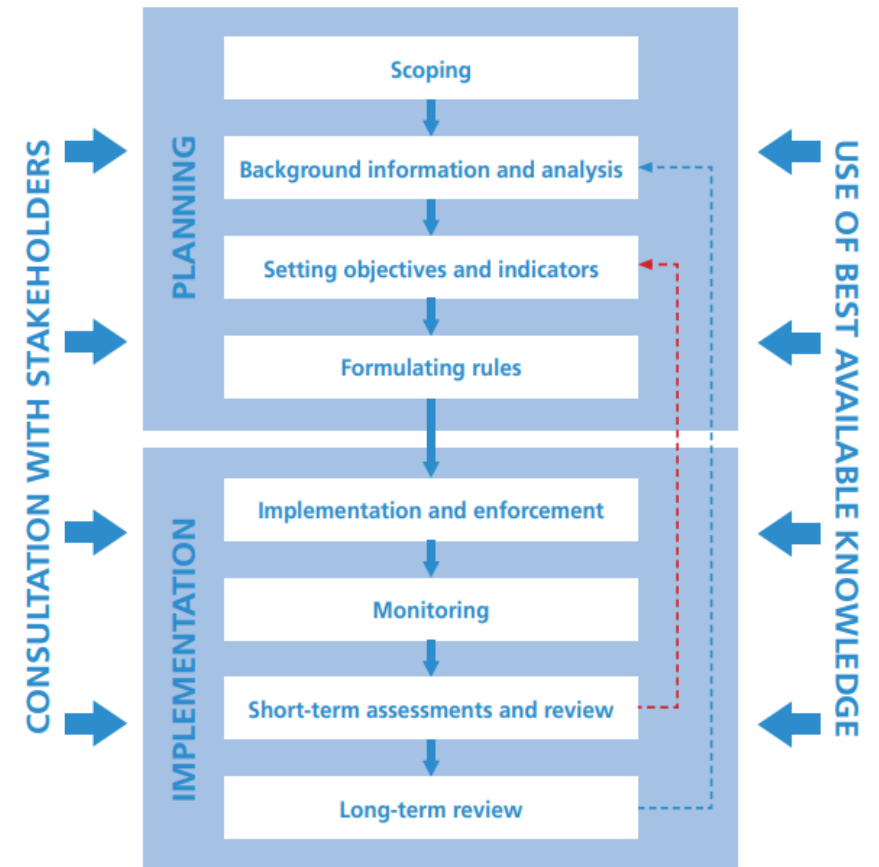 CONSULTATION WITH STAKEHOLDERS
PLANNING
Scoping
Background information and analysis
Setting objectives and indicators
Formulating rules
IMPLEMENTATION
Implementation and enforcement
Monitoring
Short-term assessments and review
Long-term review
USE OF BEST AVAILABLE KNOWLEDGE